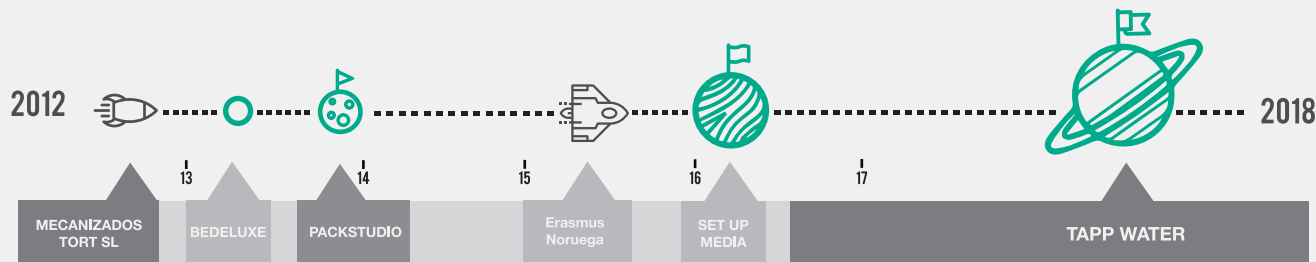 2012
2018
13
14
15
16
17
MECANIZADOS
TORT SL
BEDELUXE
PACKSTUDIO
Erasmus
Noruega
SET UP
MEDIA
TAPP WATER